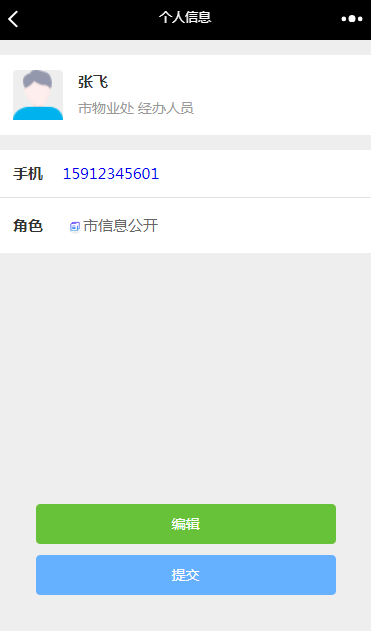 个人信息
张飞
市物业处 经办人员
手机 15912345601
角色 市信息公开
编辑
提交